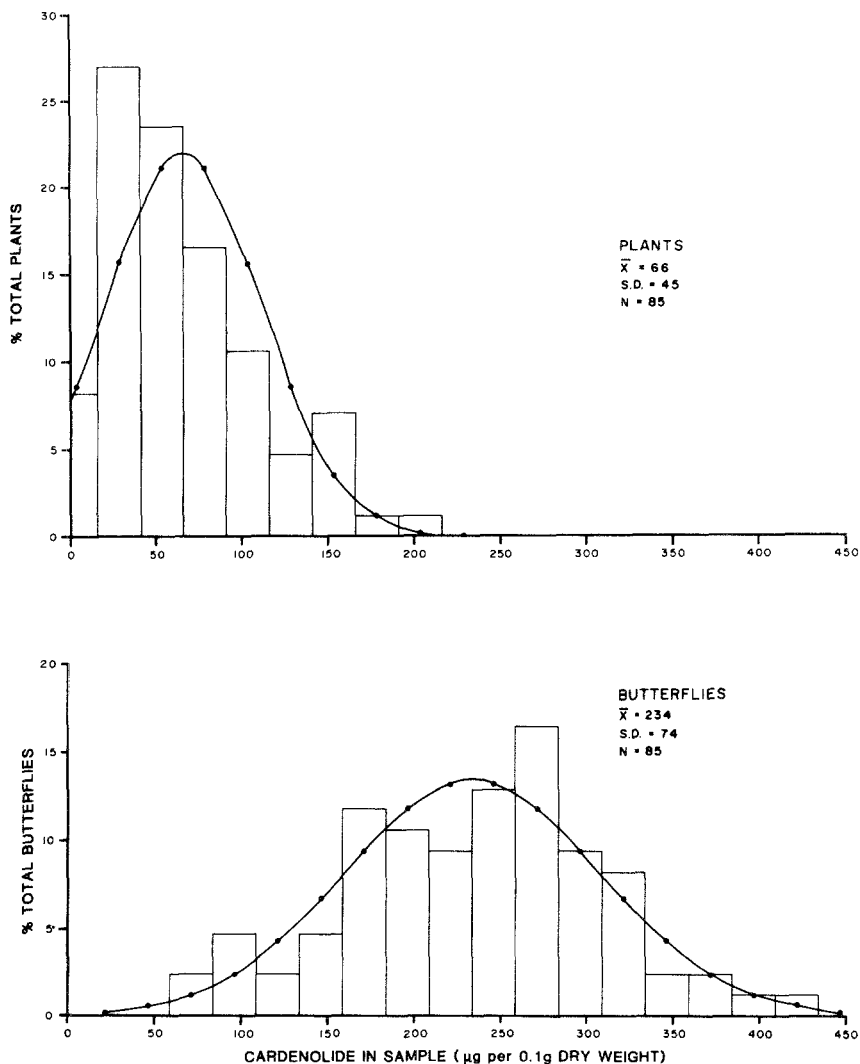 30
25
20
15
10
5
0
% TOTAL PLANTS
PLANTS
X̄ = 66
S.D. = 45
N = 85
0 50 100 150 200 250 300 350 400 450
20
15
10
5
0
% TOTAL BUTTERFLIES
BUTTERFLIES
X̄ = 234
S.D. = 74
N = 85
0 50 100 150 200 250 300 350 400 450
CARDENOLIDE IN SAMPLE (µg per 0.1g DRY WEIGHT)